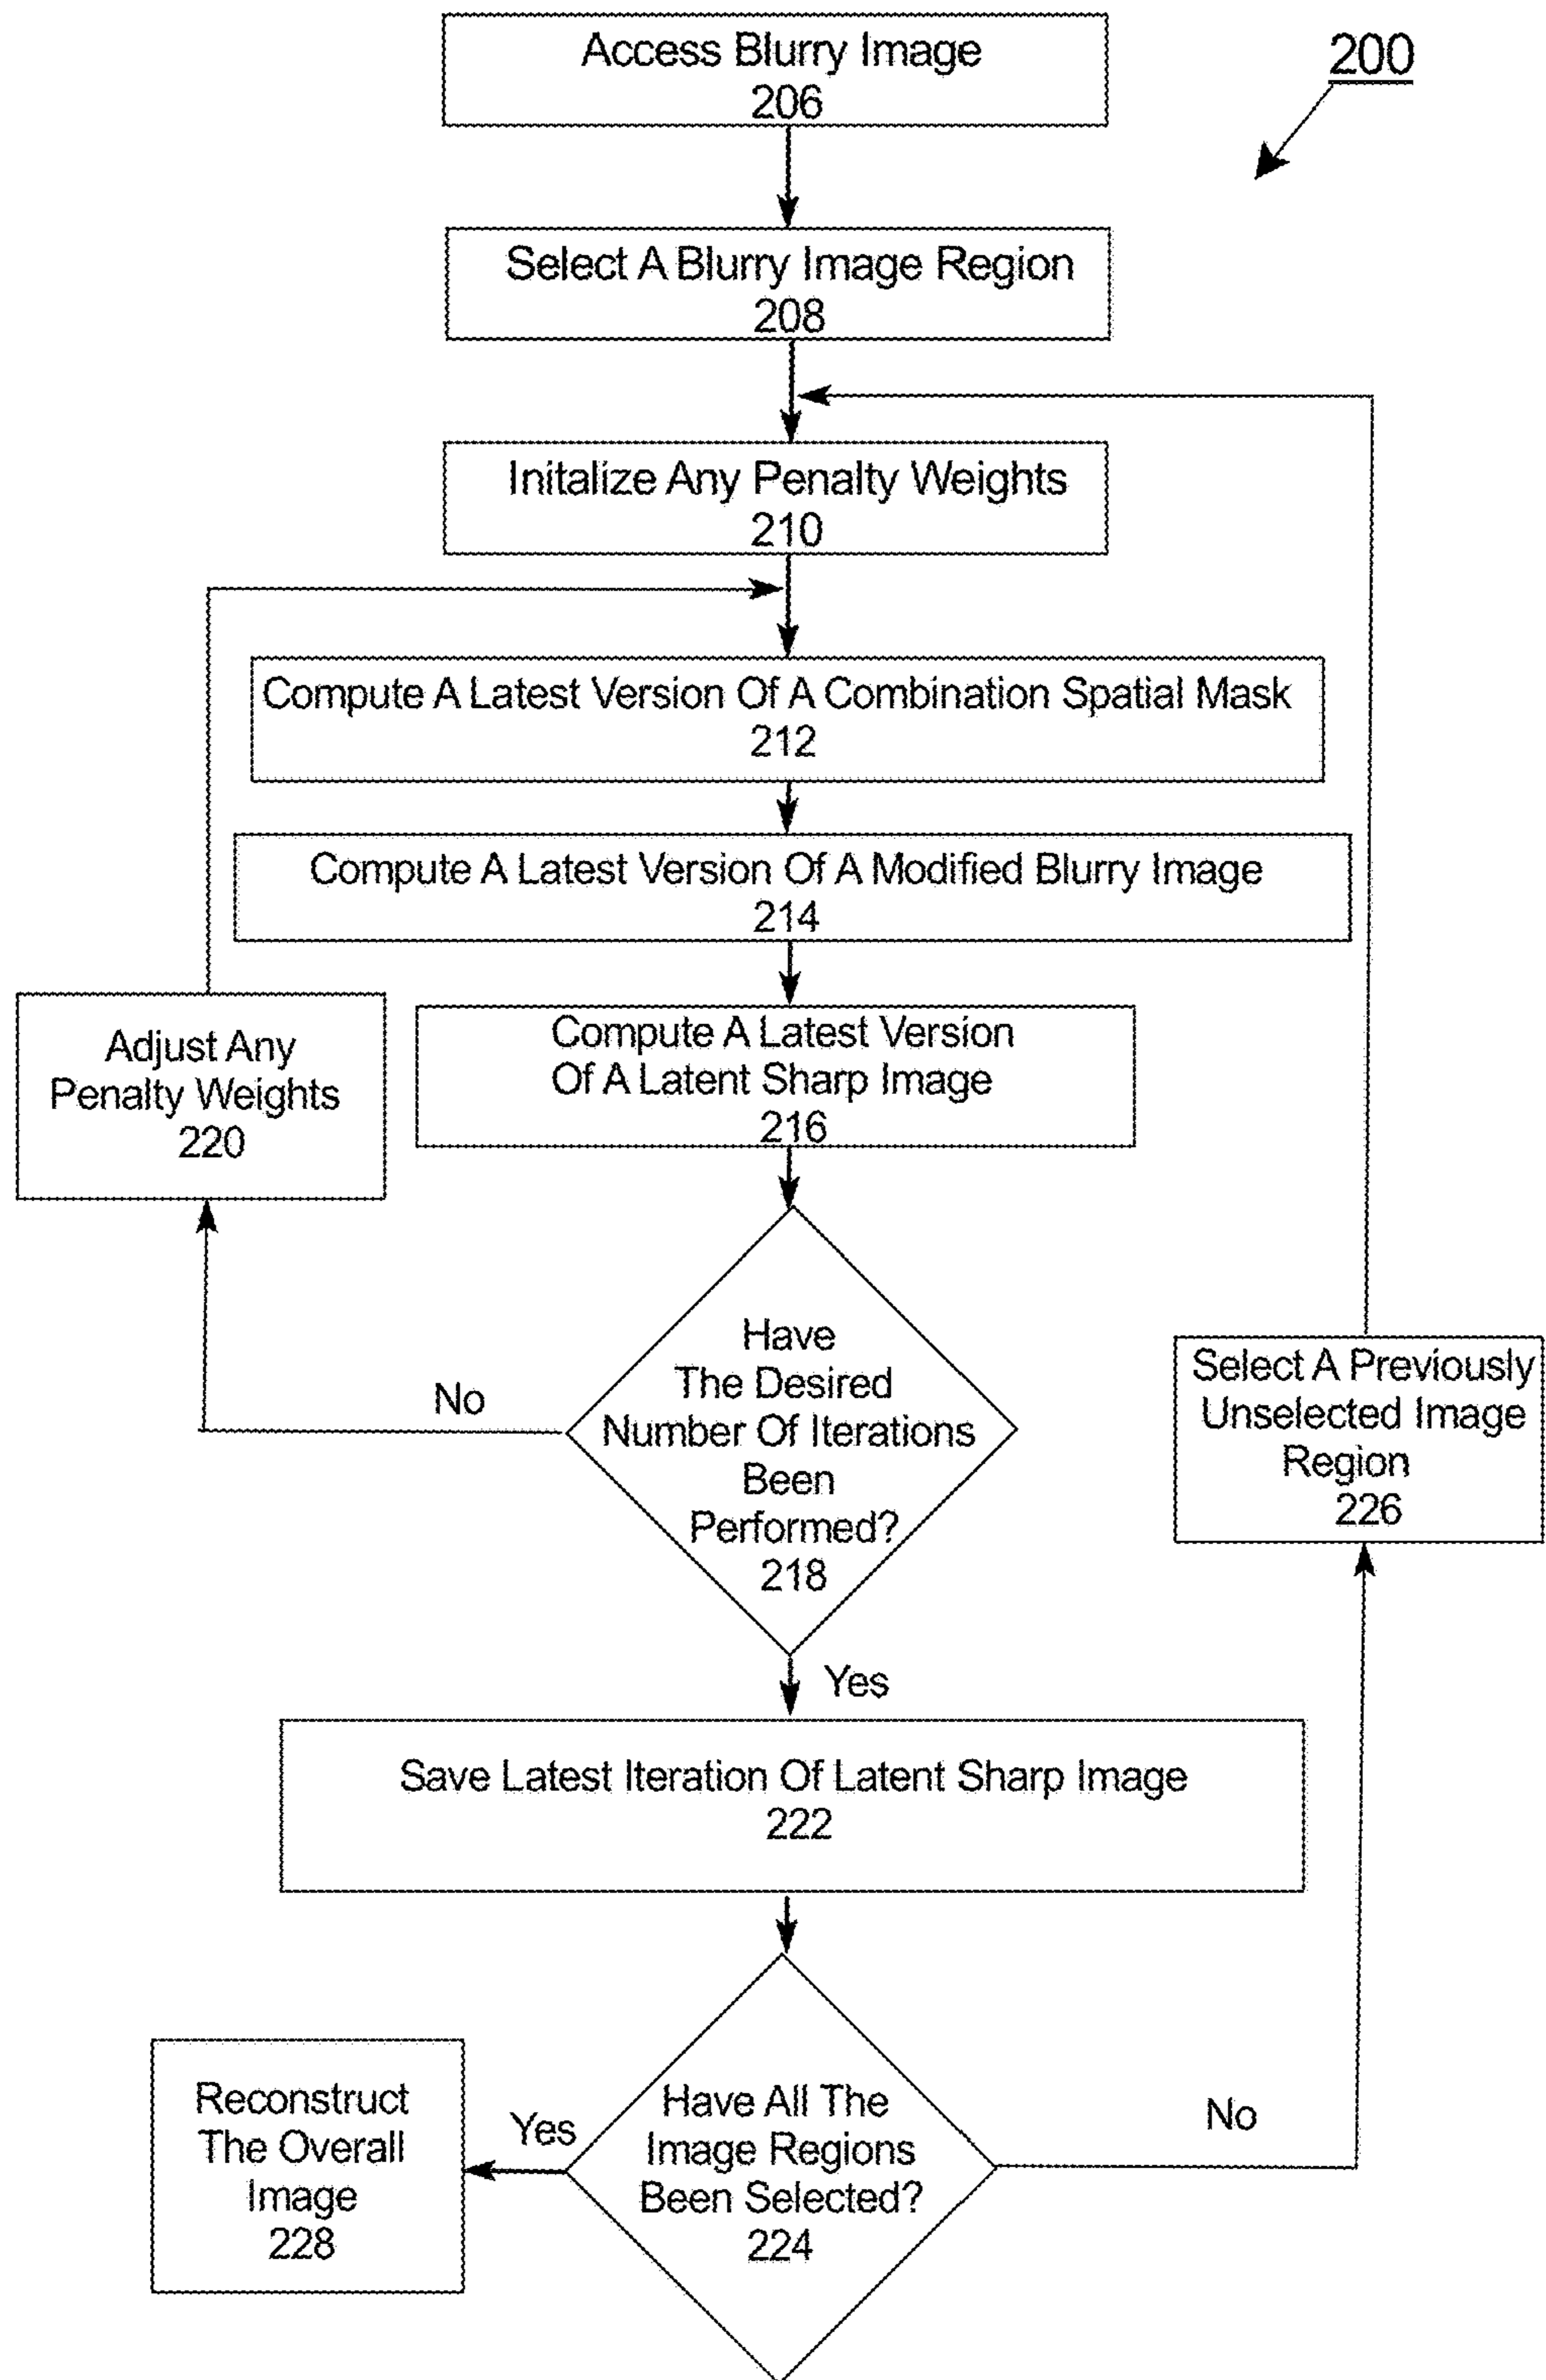 Access Blurry Image
206
200
Select A Blurry Image Region
208
Initalize Any Penalty Weights
210
Compute A Latest Version Of A Combination Spatial Mask
212
Compute A Latest Version Of A Modified Blurry Image
214
Compute A Latest Version
Of A Latent Sharp Image
216
Adjust Any
Penalty Weights
220
Have
The Desired
Number Of Iterations
Been
Performed?
218
No
Yes
Select A Previously
Unselected Image
Region
226
Save Latest Iteration Of Latent Sharp Image
222
Have All The
Image Regions
Been Selected?
224
Yes
No
Reconstruct
The Overall
Image
228